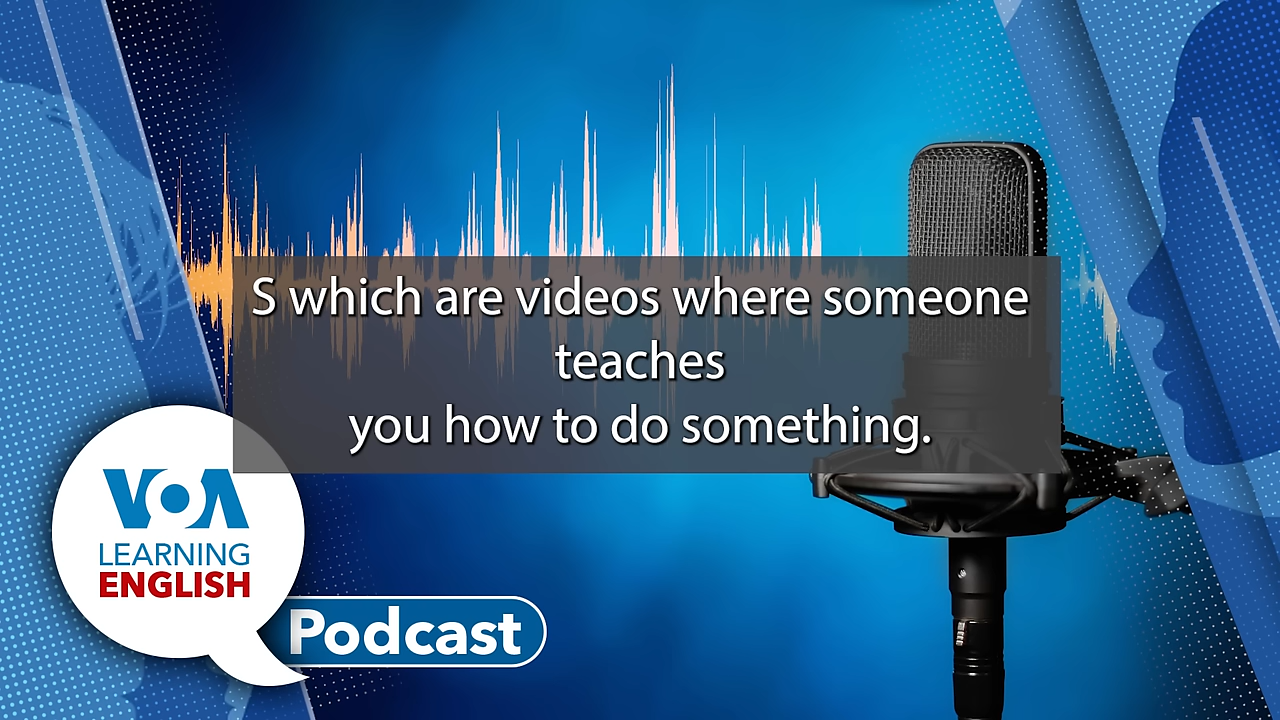 S which are videos where someone
teaches
you how to do something.
VOA
LEARNING
ENGLISH
Podcast